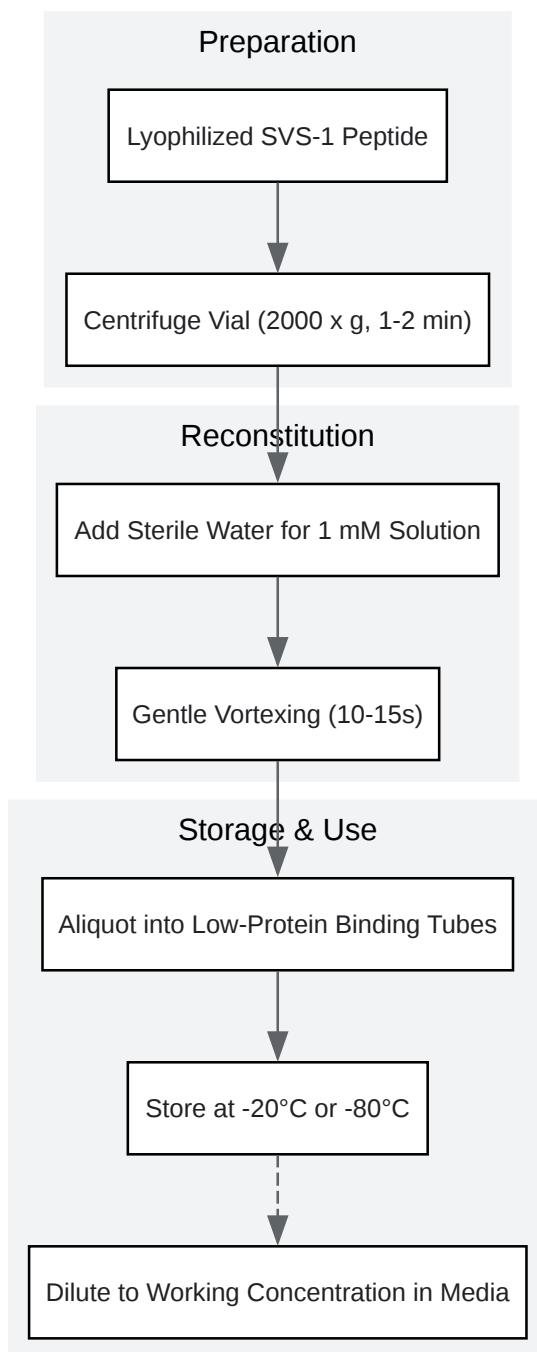 Preparation
Lyophilized SVS-1 Peptide
Centrifuge Vial (2000 x g, 1-2 min)
Reconstitution
Add Sterile Water for 1 mM Solution
Gentle Vortexing (10-15s)
Storage & Use
Aliquot into Low-Protein Binding Tubes
Store at -20°C or -80°C
Dilute to Working Concentration in Media